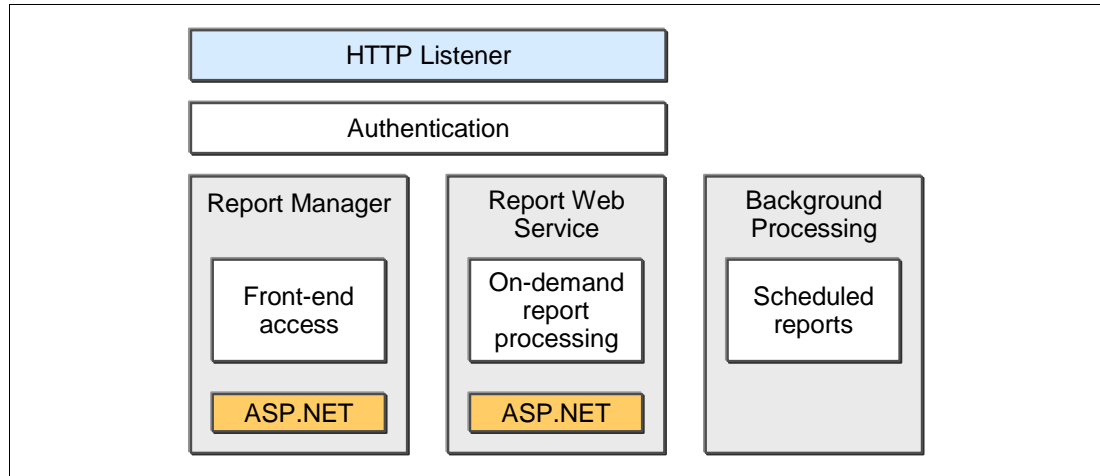 HTTP Listener
Authentication
Report Manager
Front-end
access
ASP.NET
Report Web
Service
On-demand
report
processing
ASP.NET
Background
Processing
Scheduled
reports